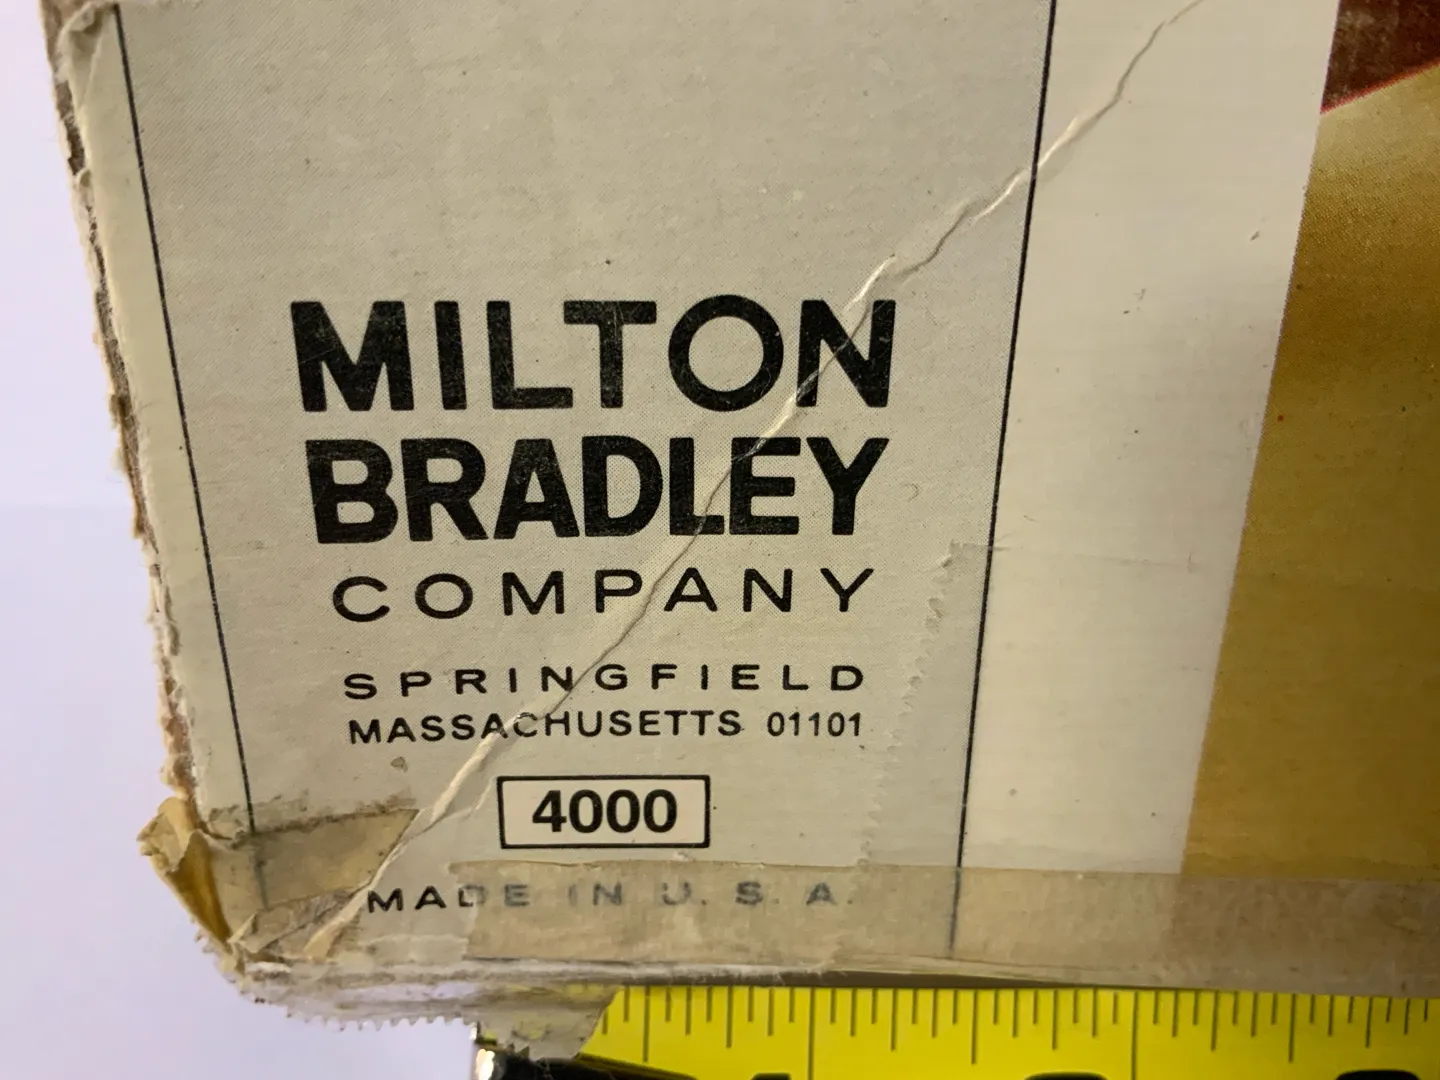 MILTON
BRADLEY
COMPANY
SPRINGFIELD
MASSACHUSETTS 01101
4000
MADE IN U.S.A.